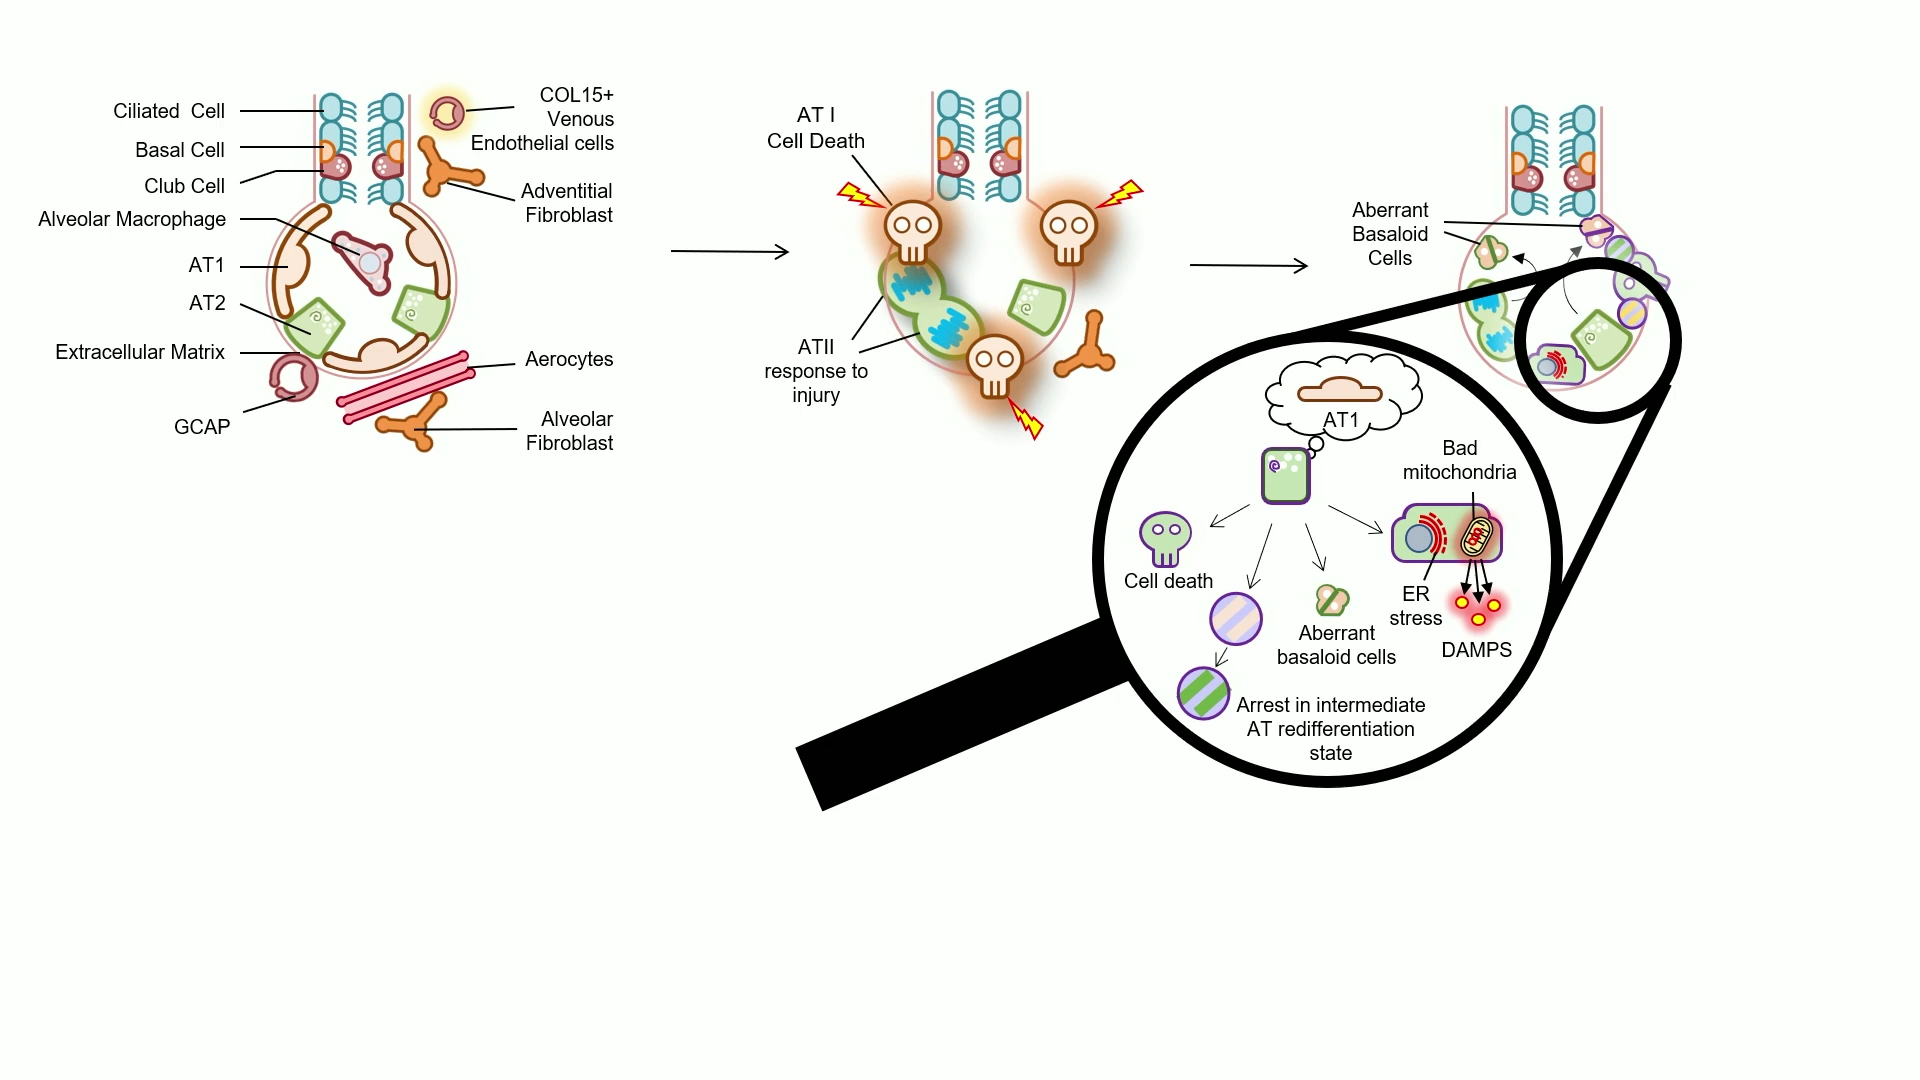 Ciliated Cell
Basal Cell
Club Cell
Alveolar Macrophage
AT1
AT2
Extracellular Matrix
GCAP
COL15+
Venous
Endothelial cells
Adventitial
Fibroblast
Aerocytes
Alveolar
Fibroblast
AT I
Cell Death
ATII
response to
injury
Aberrant
Basaloid
Cells
AT1
Bad
mitochondria
Cell death
ER
stress
DAMPS
Aberrant
basaloid cells
Arrest in intermediate
AT redifferentiation
state